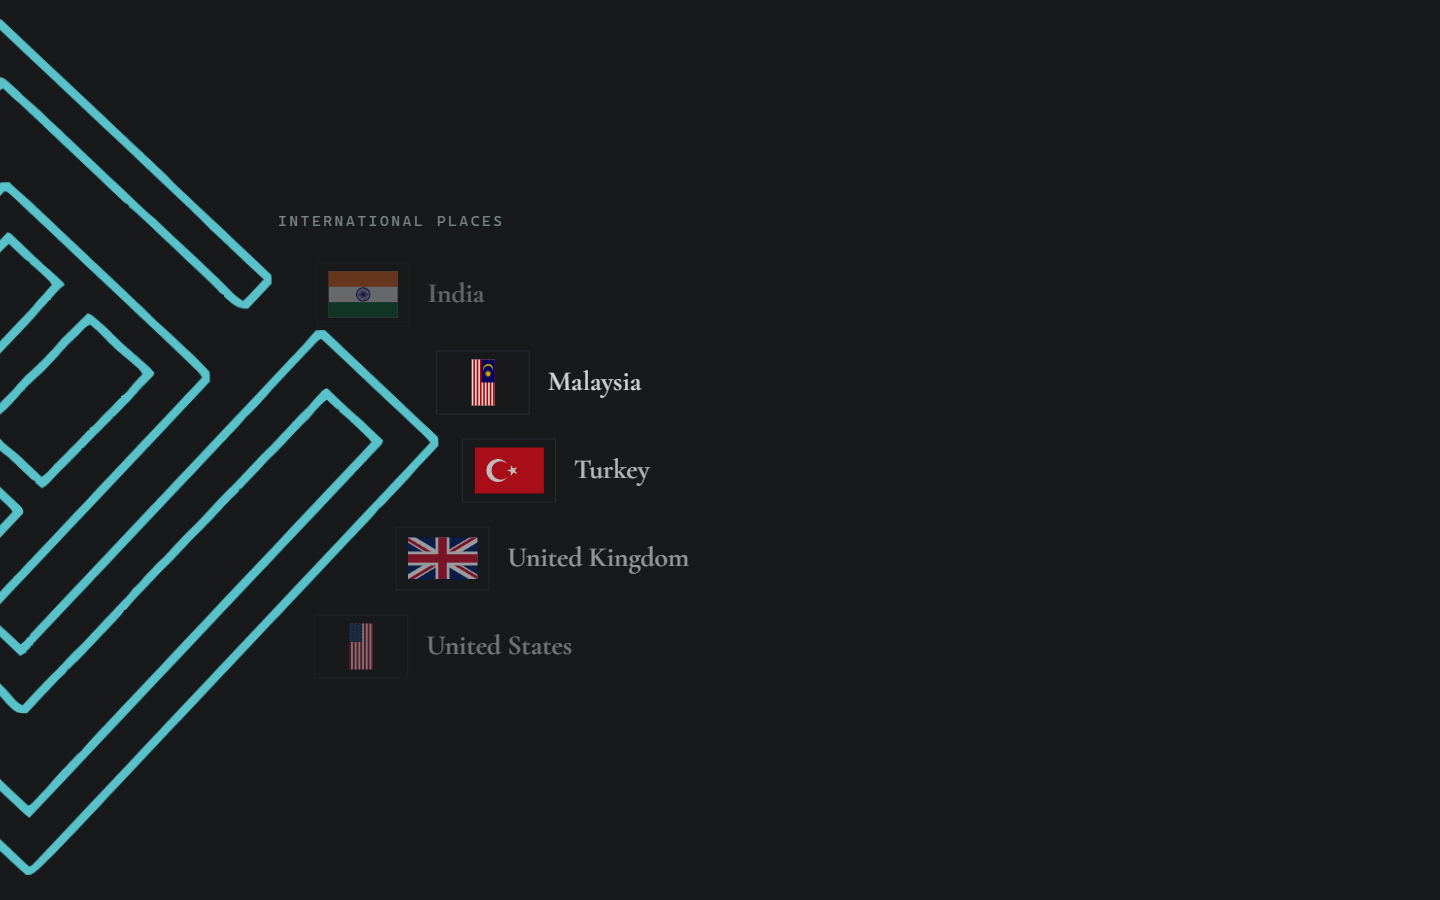 INTERNATIONAL PLACES
India
Malaysia
Turkey
United Kingdom
United States